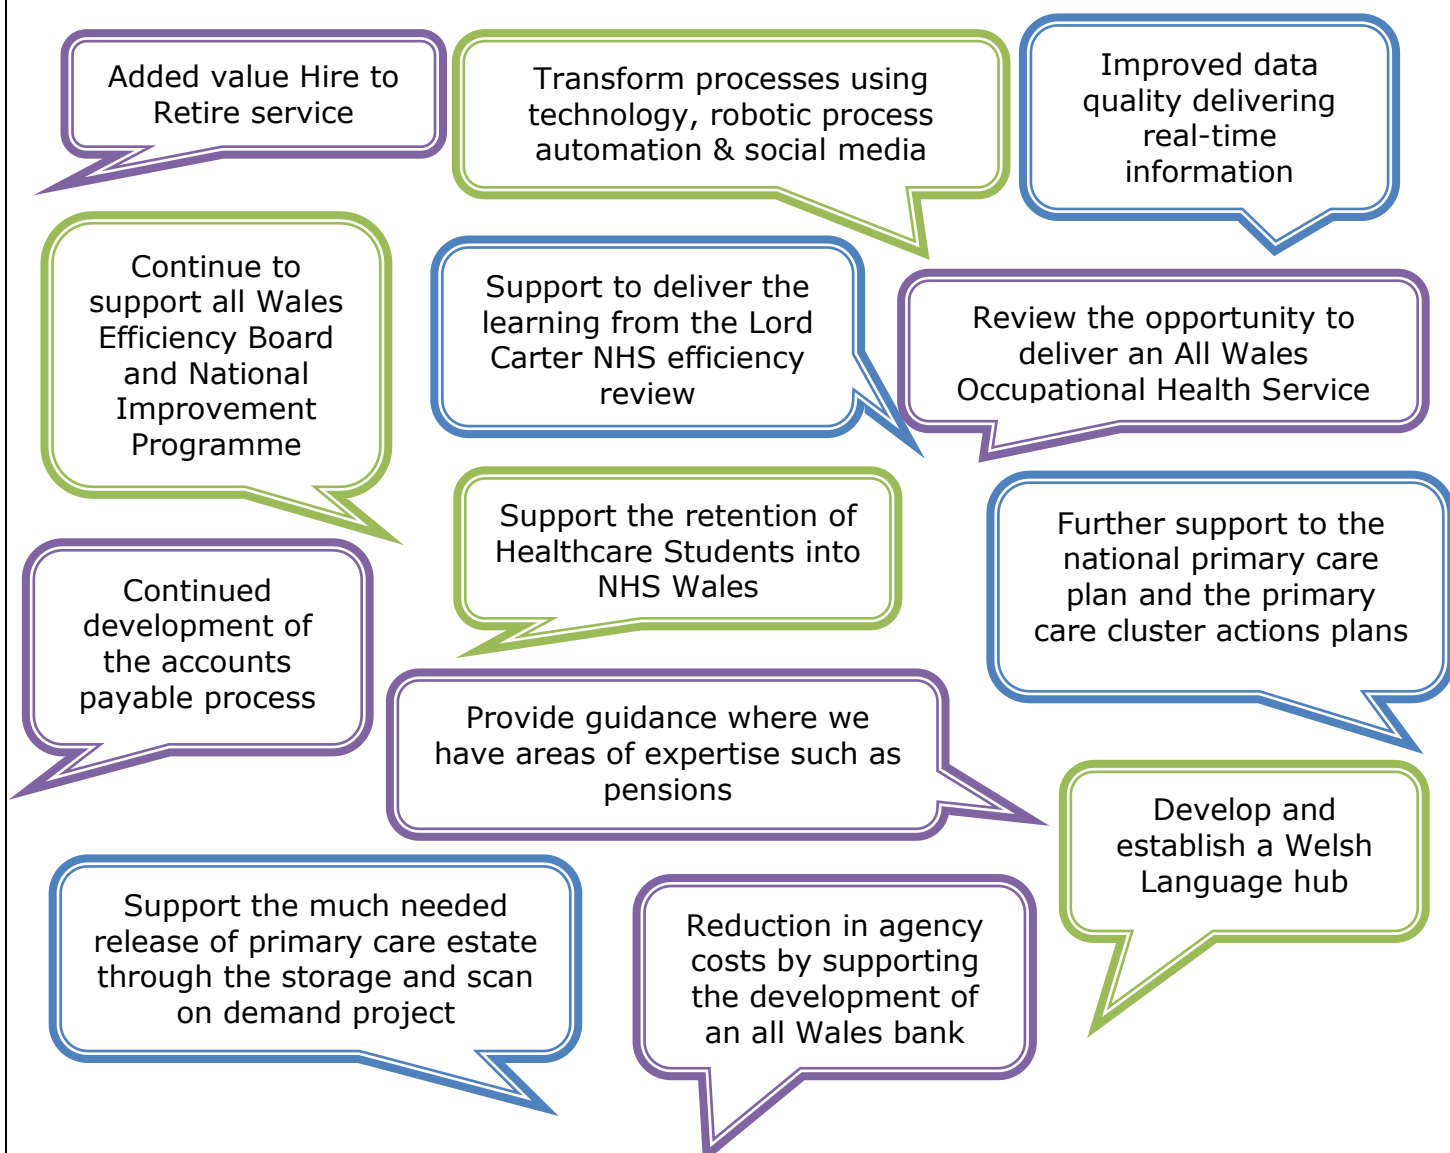 Added value Hire to
Retire service
Transform processes using
technology, robotic process
automation & social media
Improved data
quality delivering
real-time
information
Continue to
support all Wales
Efficiency Board
and National
Improvement
Programme
Support to deliver the
learning from the Lord
Carter NHS efficiency
review
Review the opportunity to
deliver an All Wales
Occupational Health Service
Support the retention of
Healthcare Students into
NHS Wales
Further support to the
national primary care
plan and the primary
care cluster actions plans
Continued
development of
the accounts
payable process
Provide guidance where we
have areas of expertise such as
pensions
Develop and
establish a Welsh
Language hub
Support the much needed
release of primary care estate
through the storage and scan
on demand project
Reduction in agency
costs by supporting
the development of
an all Wales bank